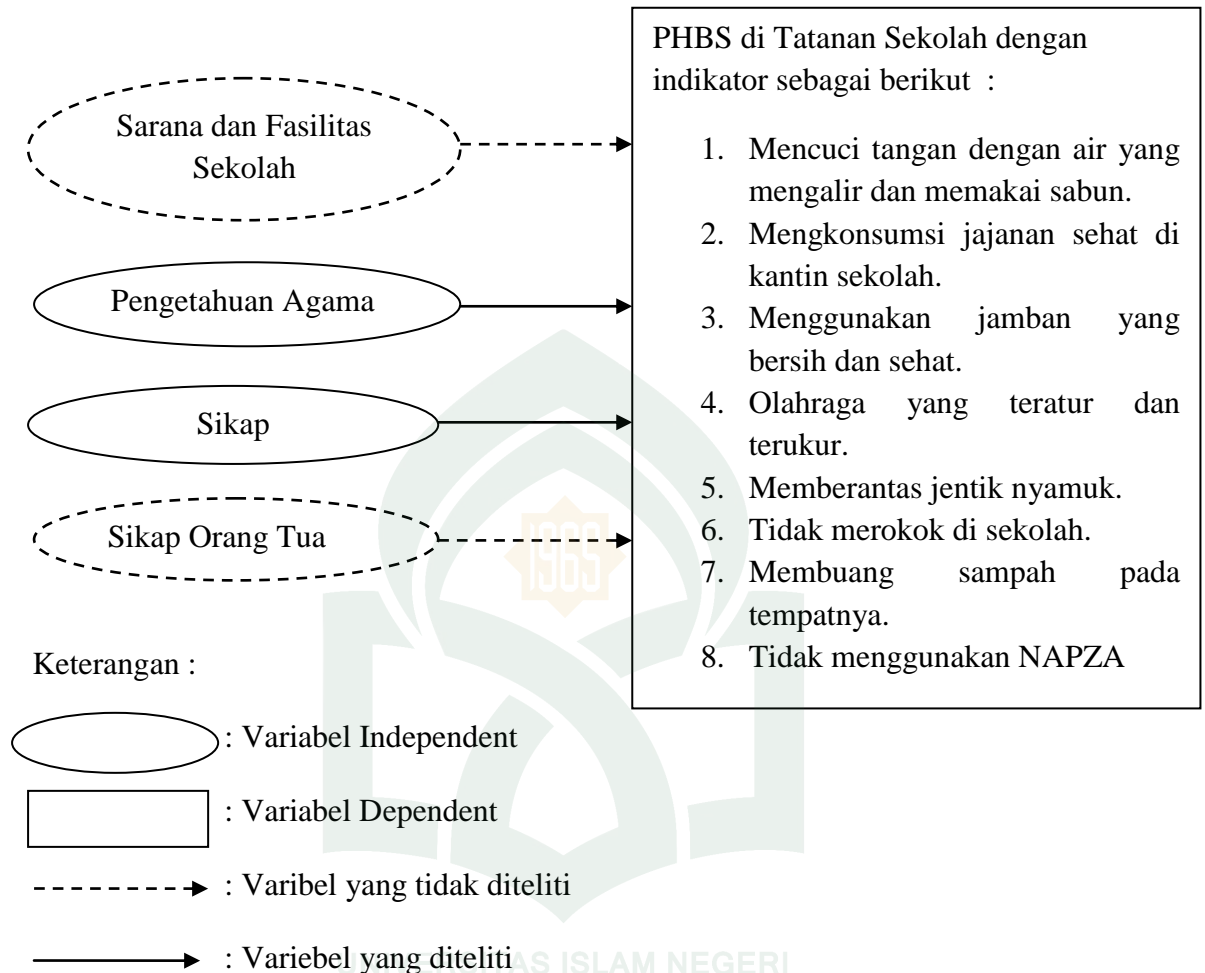 PHBS di Tatanan Sekolah dengan
indikator sebagai berikut :
1. Mencuci tangan dengan air yang
mengalir dan memakai sabun.
2. Mengkonsumsi jajanan sehat di
kantin sekolah.
3. Menggunakan jamban yang
bersih dan sehat.
4. Olahraga yang teratur dan
terukur.
5. Memberantas jentik nyamuk.
6. Tidak merokok di sekolah.
7. Membuang sampah pada
tempatnya.
8. Tidak menggunakan NAPZA
Sarana dan Fasilitas
Sekolah
Pengetahuan Agama
Sikap
Sikap Orang Tua
1965
Keterangan :
: Variabel Independent
: Variabel Dependent
: Varibel yang tidak diteliti
: Variebel yang diteliti
UNIVERSITAS ISLAM NEGERI